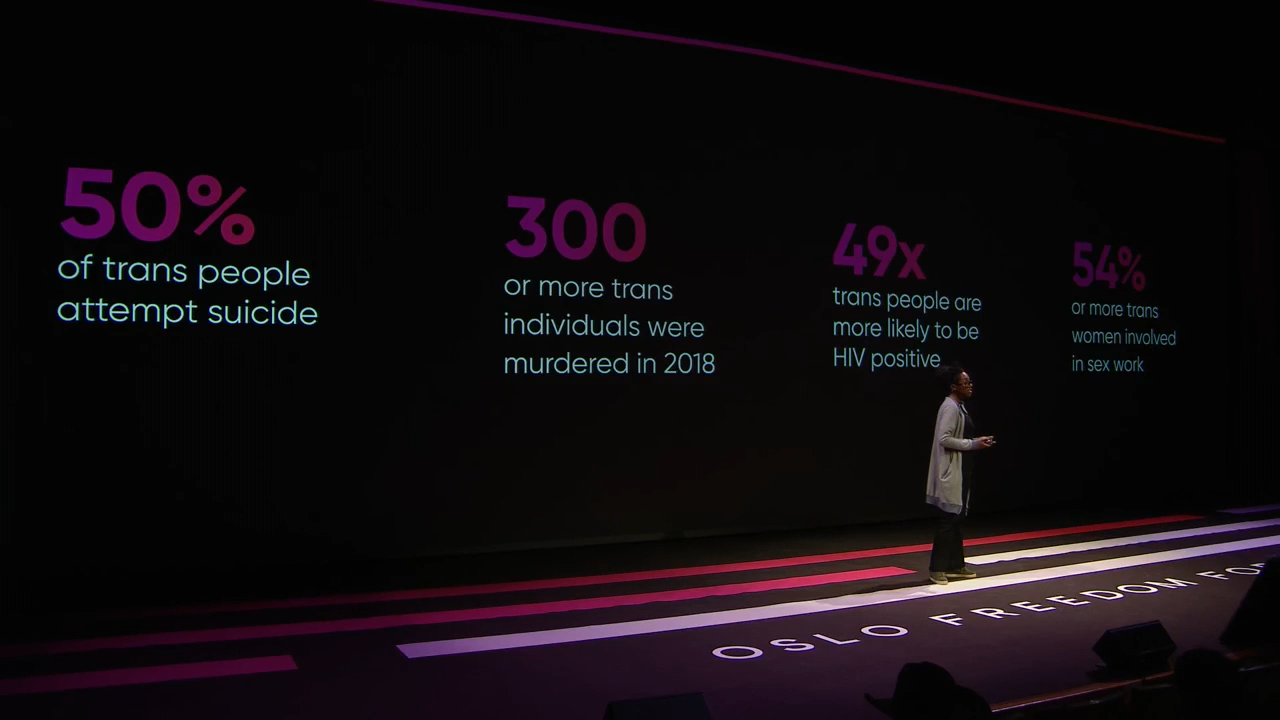 50%
of trans people
attempt suicide
300
or more trans
individuals were
murdered in 2018
49x
trans people are
more likely to be
HIV positive
54%
or more trans
women involved
in sex work
OSLO FREEDOM